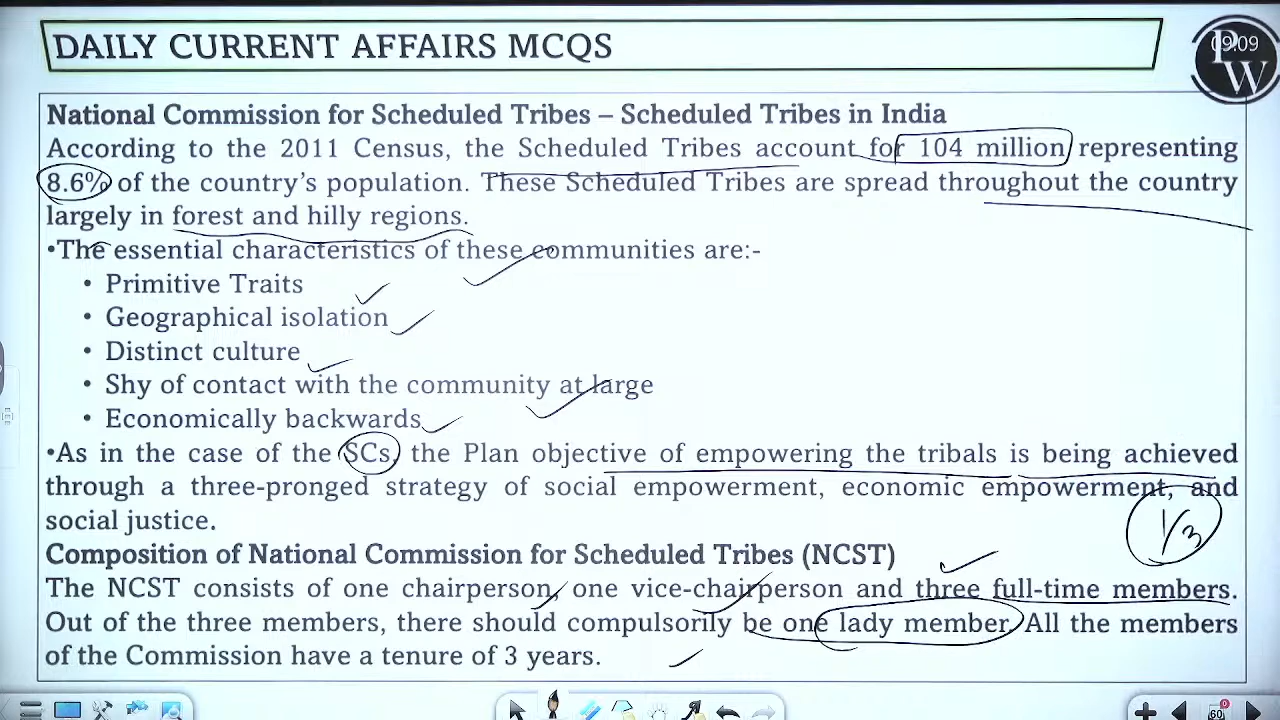 DAILY CURRENT AFFAIRS MCQS
PW
09:09
National Commission for Scheduled Tribes – Scheduled Tribes in India
According to the 2011 Census, the Scheduled Tribes account for 104 million representing
8.6% of the country's population. These Scheduled Tribes are spread throughout the country
largely in forest and hilly regions.
•The essential characteristics of these communities are:-
• Primitive Traits
• Geographical isolation
• Distinct culture
• Shy of contact with the community at large
• Economically backwards
•As in the case of the SCs, the Plan objective of empowering the tribals is being achieved
through a three-pronged strategy of social empowerment, economic empowerment, and
social justice.
1/3
Composition of National Commission for Scheduled Tribes (NCST)
The NCST consists of one chairperson, one vice-chairperson and three full-time members.
Out of the three members, there should compulsorily be one lady member. All the members
of the Commission have a tenure of 3 years.
60
0